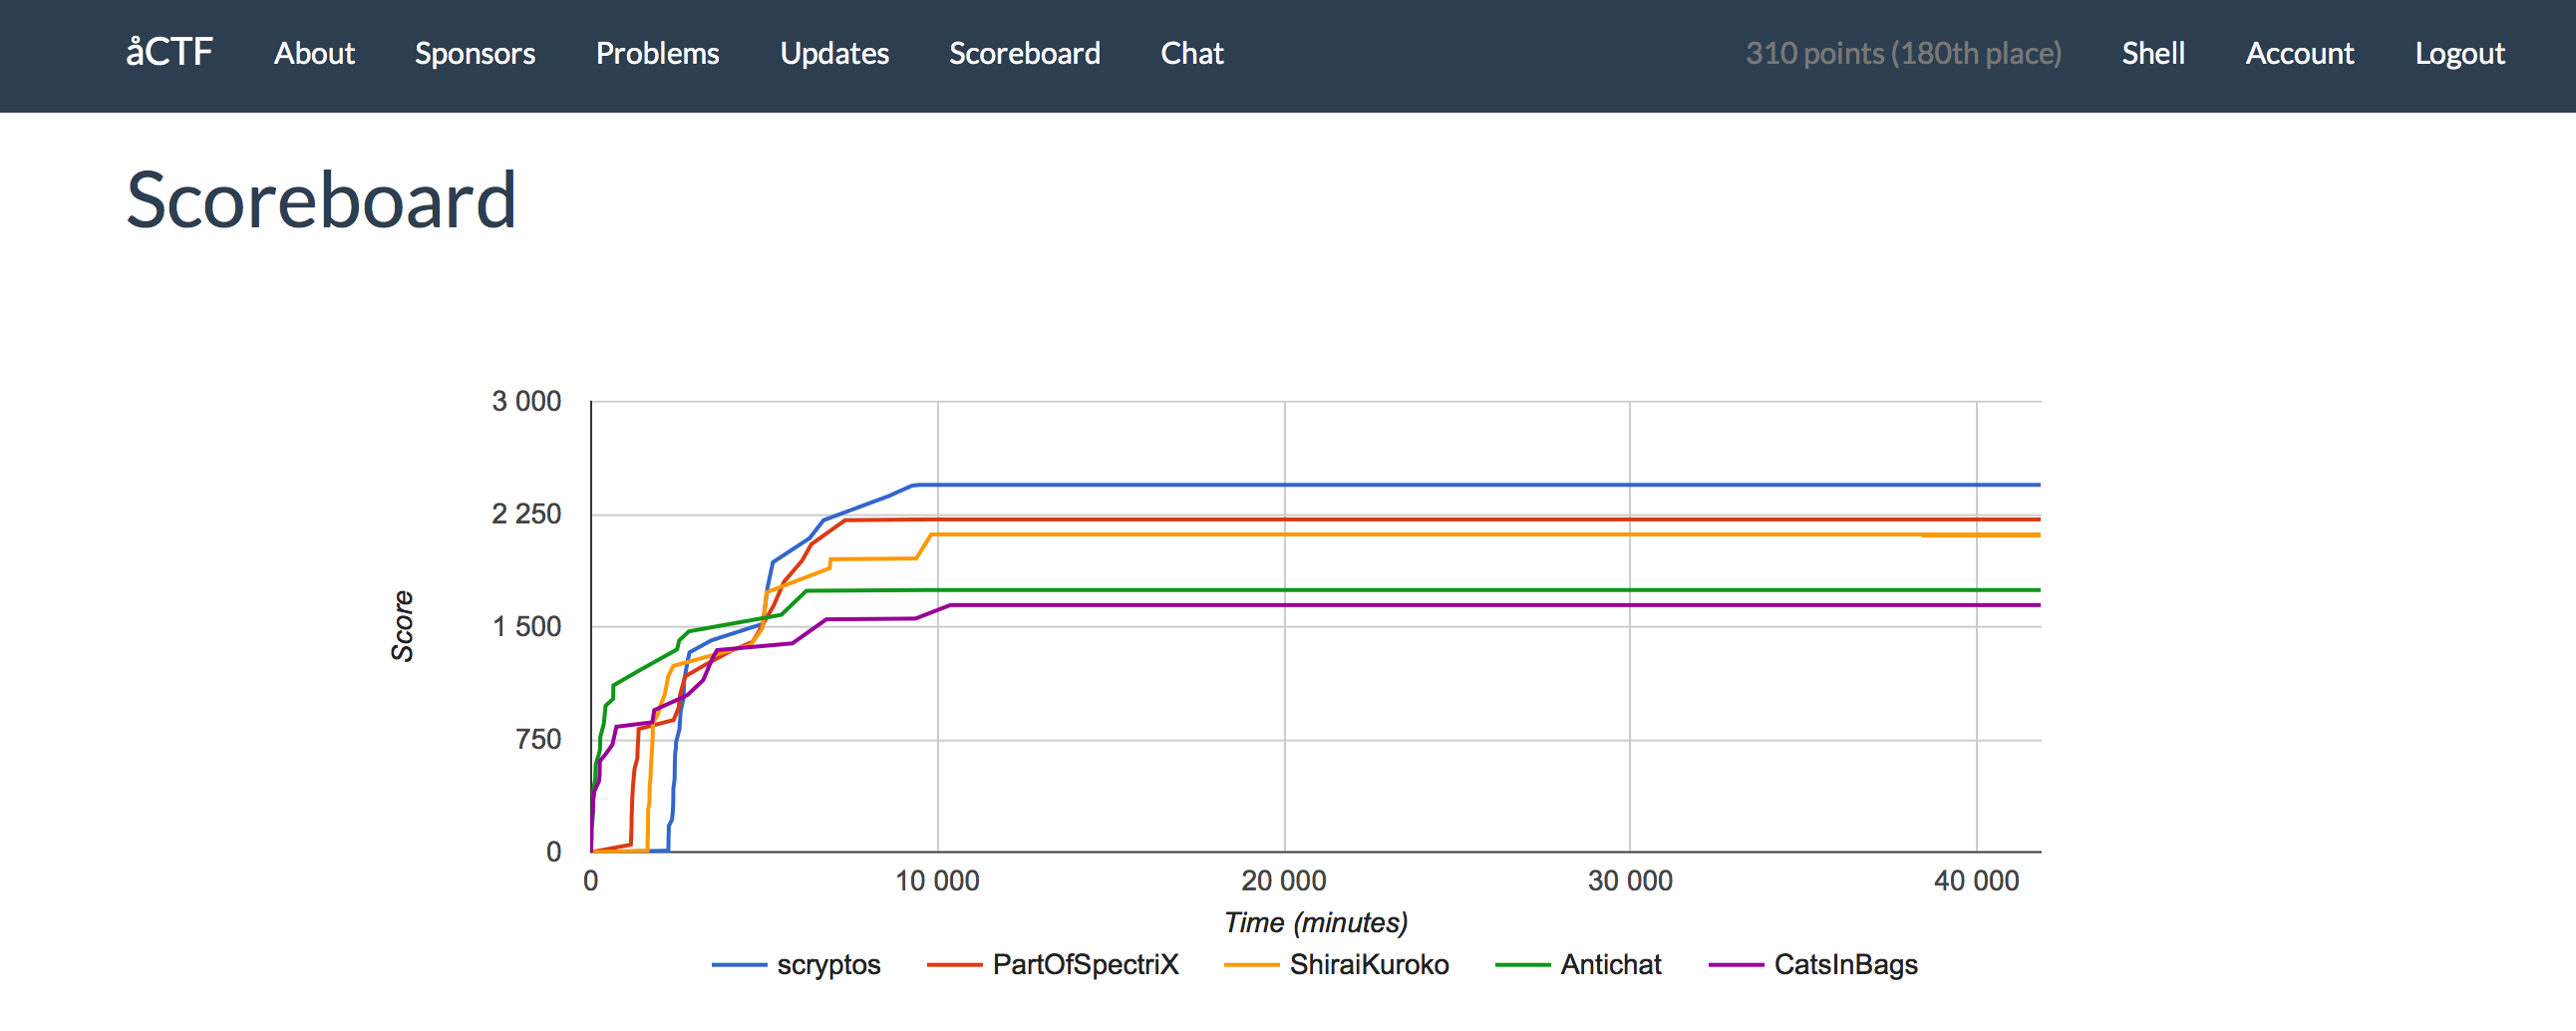 åCTF About Sponsors Problems Updates Scoreboard Chat 310 points (180th place) Shell Account Logout
Scoreboard
3 000
2 250
1 500
750
0
Score
0 10 000 20 000 30 000 40 000
Time (minutes)
scryptos PartOfSpectriX ShiraiKuroko Antichat CatsInBags